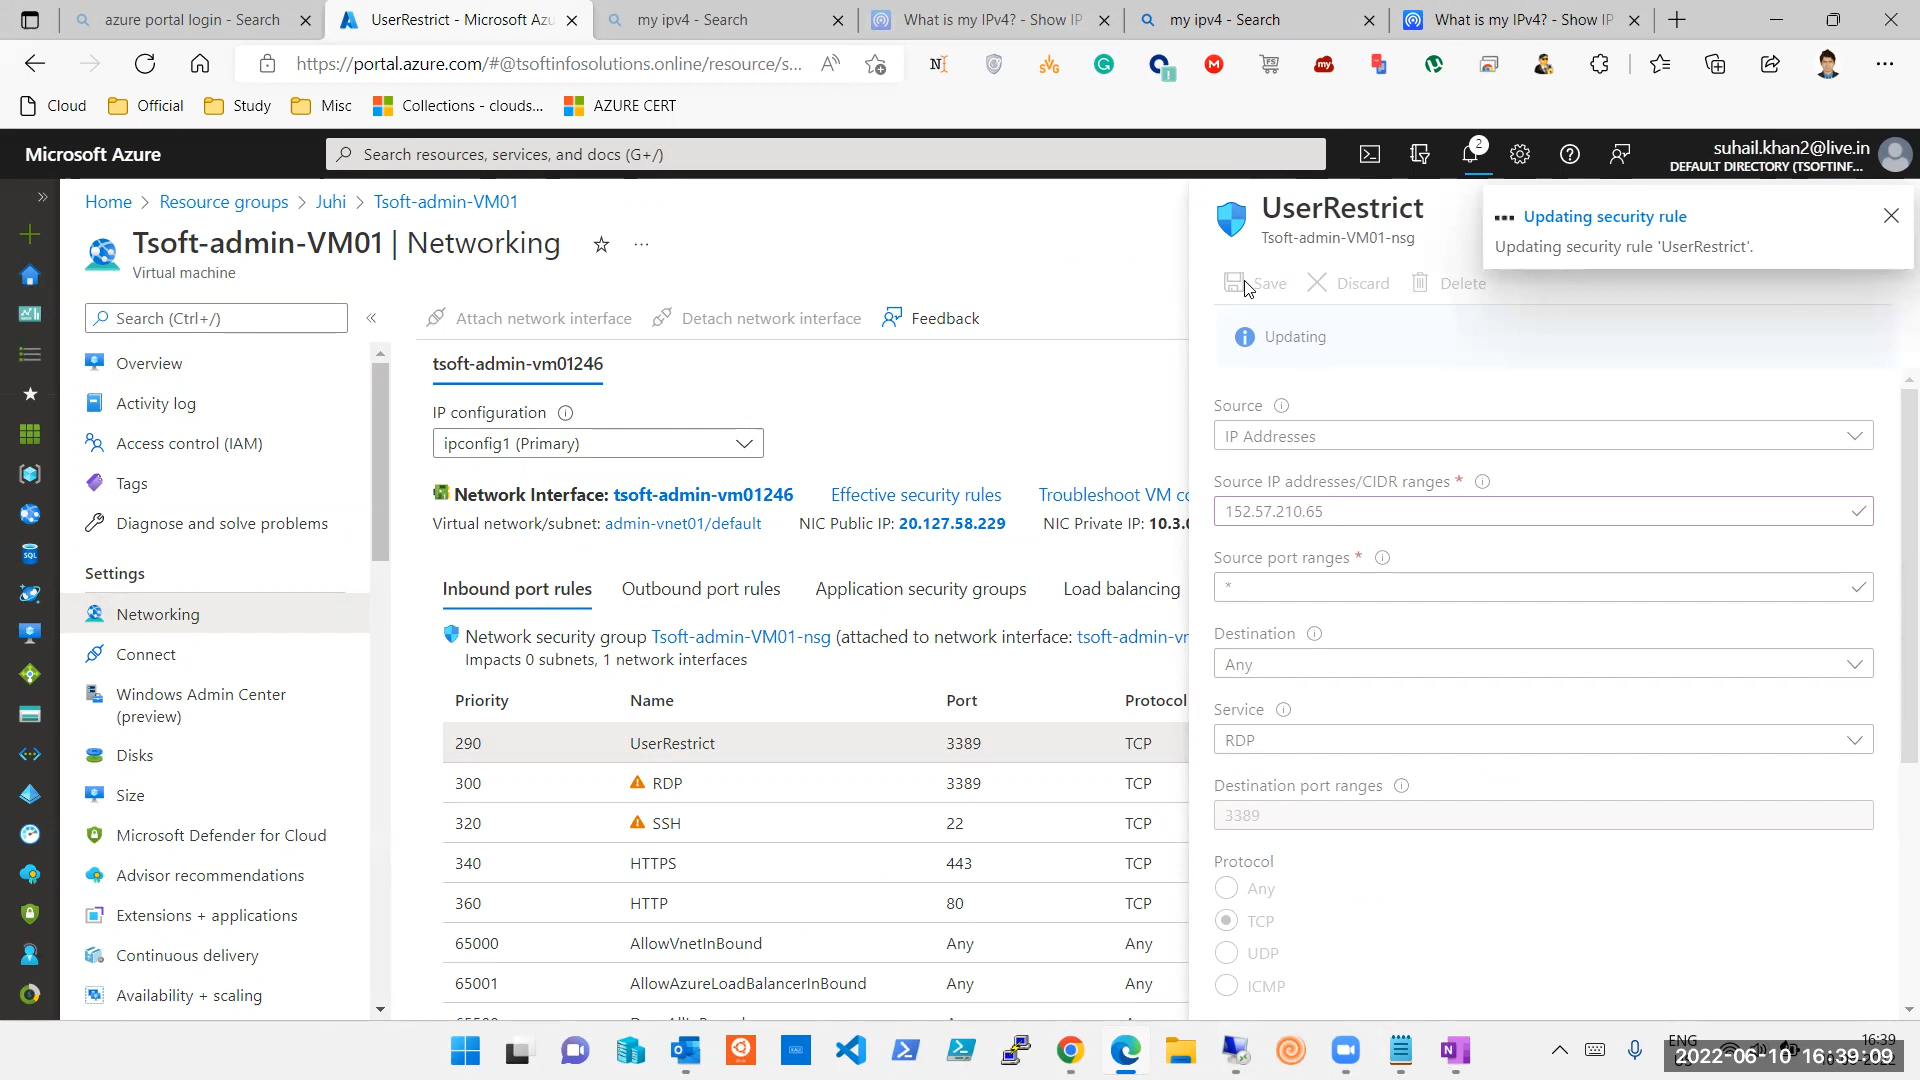 azure portal login - Search
UserRestrict - Microsoft Azu
my ipv4 - Search
What is my IPv4? - Show IP
my ipv4 - Search
What is my IPv4? - Show IP
https://portal.azure.com/#@tsoftinfosolutions.online/resource/s...
Cloud
Official
Study
Misc
Collections - clouds...
AZURE CERT
Microsoft Azure
Search resources, services, and docs (G+/)
2
suhail.khan2@live.in
DEFAULT DIRECTORY (TSOFTINF...
Home > Resource groups > Juhi > Tsoft-admin-VM01
Tsoft-admin-VM01 | Networking
Virtual machine
Search (Ctrl+/)
Overview
Activity log
Access control (IAM)
Tags
Diagnose and solve problems
Settings
Networking
Connect
Windows Admin Center
(preview)
Disks
Size
Microsoft Defender for Cloud
Advisor recommendations
Extensions + applications
Continuous delivery
Availability + scaling
Attach network interface
Detach network interface
Feedback
tsoft-admin-vm01246
IP configuration
ipconfig1 (Primary)
Network Interface: tsoft-admin-vm01246
Effective security rules
Troubleshoot VM co
Virtual network/subnet: admin-vnet01/default
NIC Public IP: 20.127.58.229
NIC Private IP: 10.3.0
Inbound port rules
Outbound port rules
Application security groups
Load balancing
Network security group Tsoft-admin-VM01-nsg (attached to network interface: tsoft-admin-vr
Impacts 0 subnets, 1 network interfaces
Priority Name Port Protocol
290 UserRestrict 3389 TCP
300 RDP 3389 TCP
320 SSH 22 TCP
340 HTTPS 443 TCP
360 HTTP 80 TCP
65000 AllowVnetInBound Any Any
65001 AllowAzureLoadBalancerInBound Any Any
UserRestrict
Tsoft-admin-VM01-nsg
Updating security rule
Updating security rule 'UserRestrict'.
Save
Discard
Delete
Updating
Source
IP Addresses
Source IP addresses/CIDR ranges *
152.57.210.65
Source port ranges *
*
Destination
Any
Service
RDP
Destination port ranges
3389
Protocol
Any
TCP
UDP
ICMP
ENG
16:39
2022-06-10 16:39:09